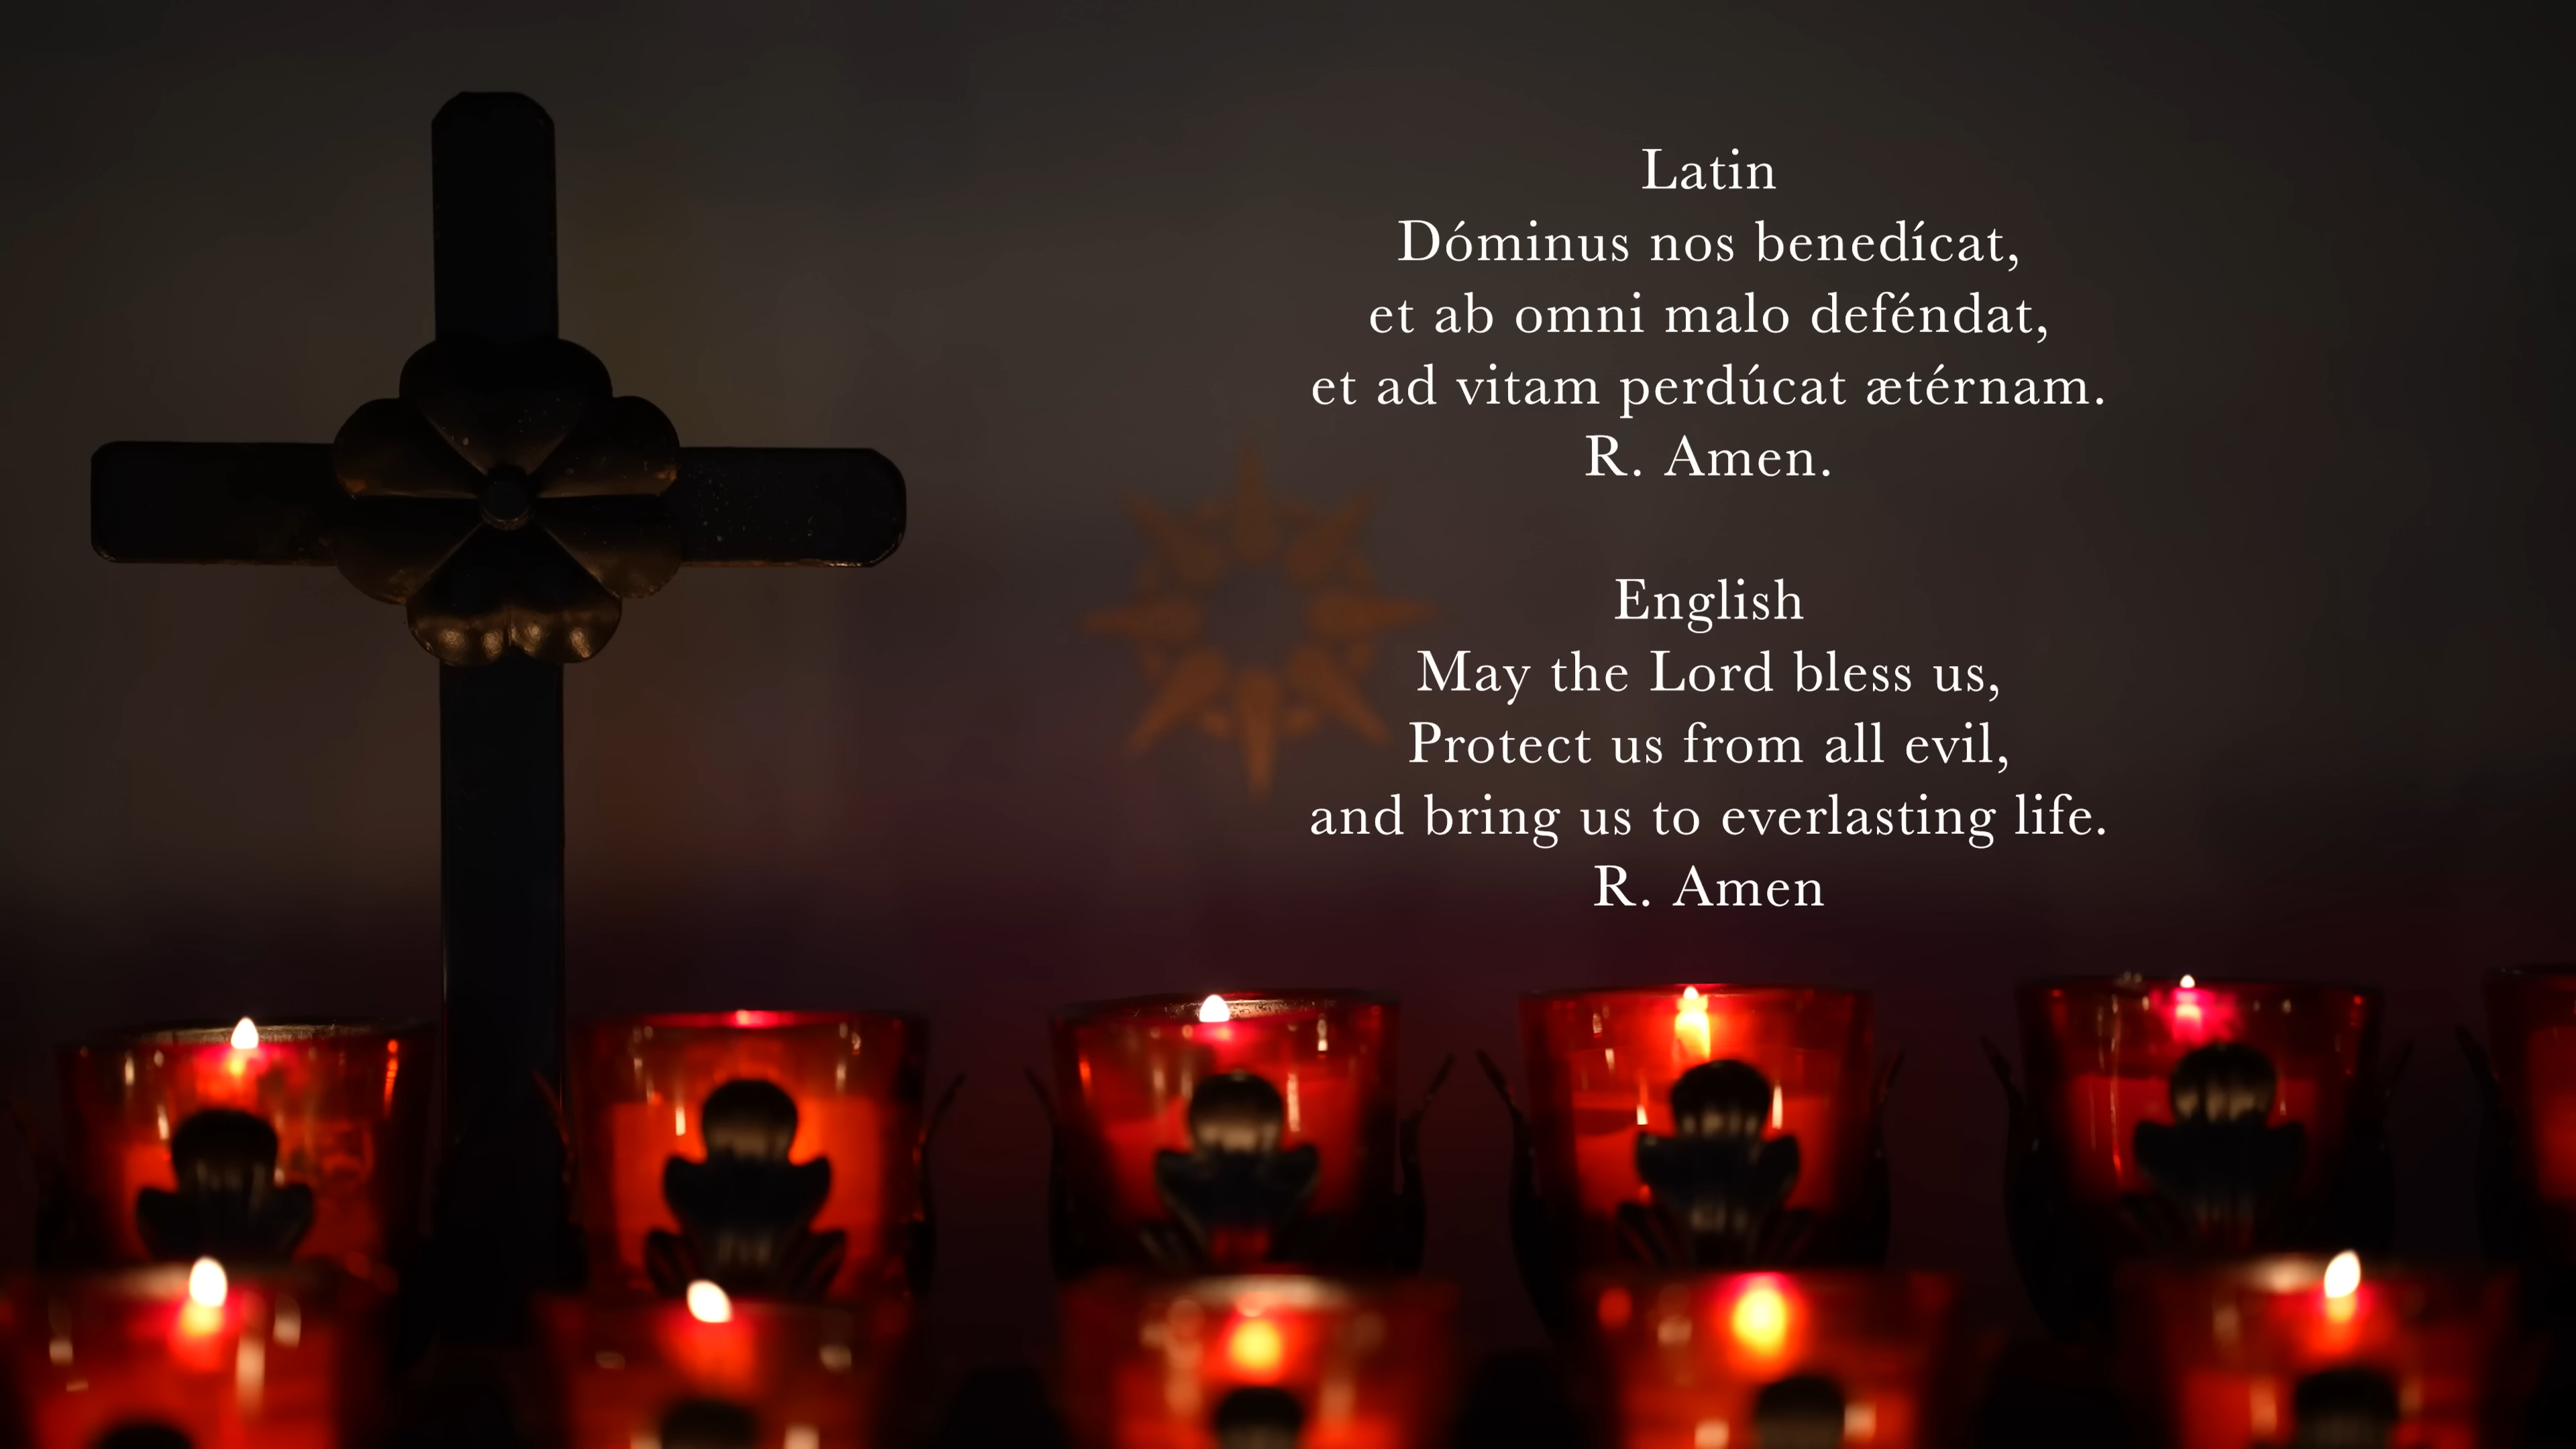 Latin
Dóminus nos benedícat,
et ab omni malo deféndat,
et ad vitam perdúcat ætérnam.
R. Amen.
English
May the Lord bless us,
Protect us from all evil,
and bring us to everlasting life.
R. Amen